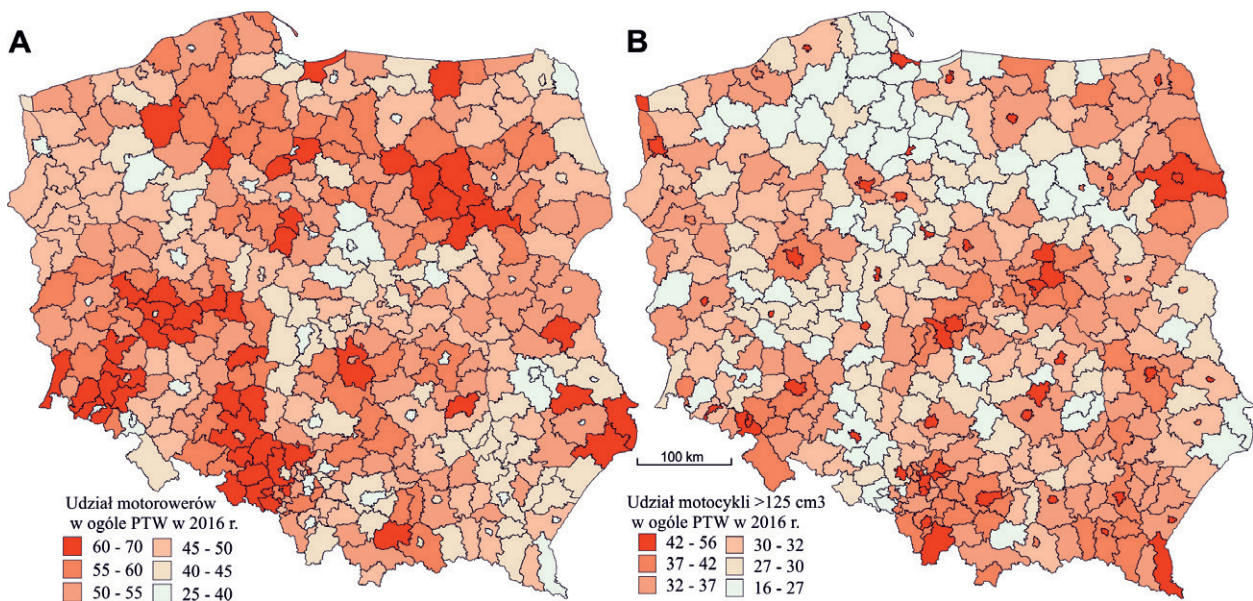 A
B
Udział motorowerów
w ogóle PTW w 2016 r.
60 - 70
45 - 50
55 - 60
40 - 45
50 - 55
25 - 40
100 km
Udział motocykli >125 cm3
w ogóle PTW w 2016 r.
42 - 56
30 - 32
37 - 42
27 - 30
32 - 37
16 - 27